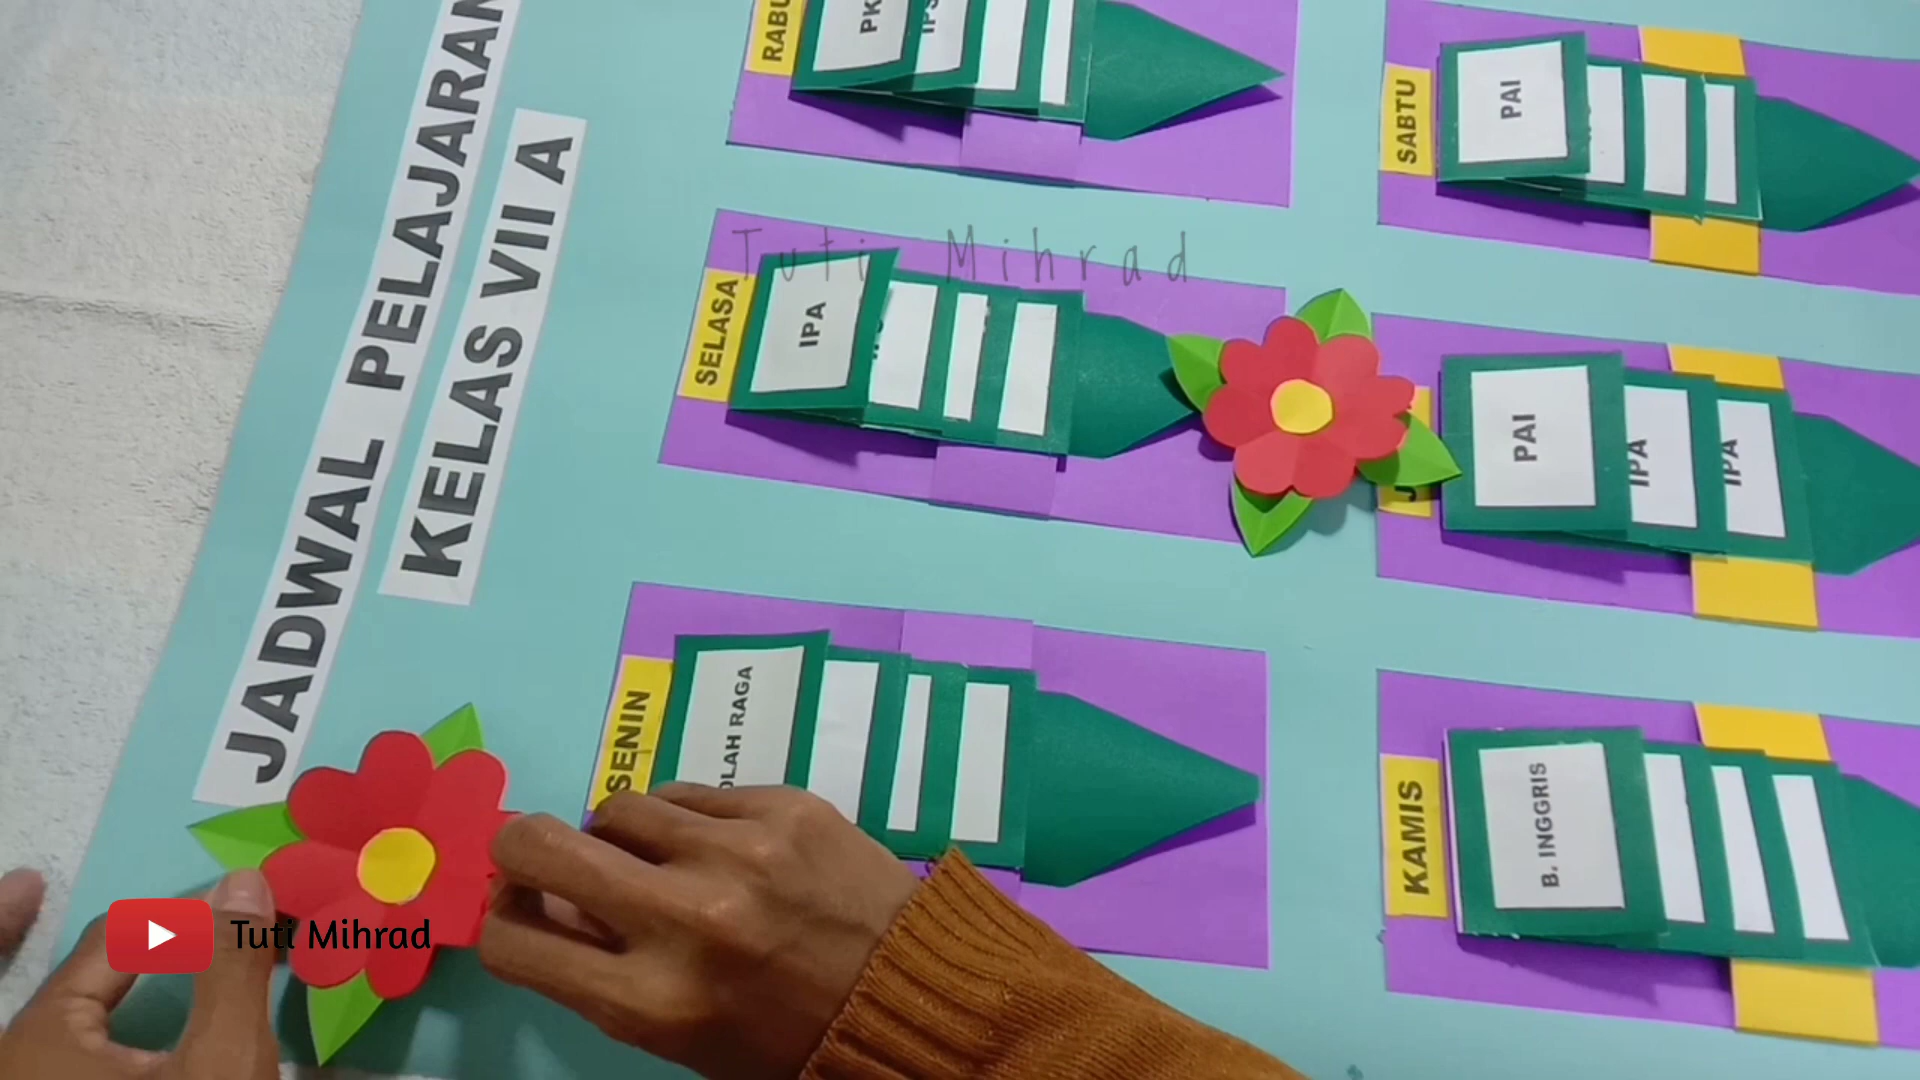 JADWAL PELAJARAN
KELAS VII A
SENIN
OLAH RAGA
SELASA
IPA
RABU
IPS
KAMIS
B. INGGRIS
PAI
IPA
IPA
SABTU
PAI
Tuti Mihrad
Tuti Mihrad